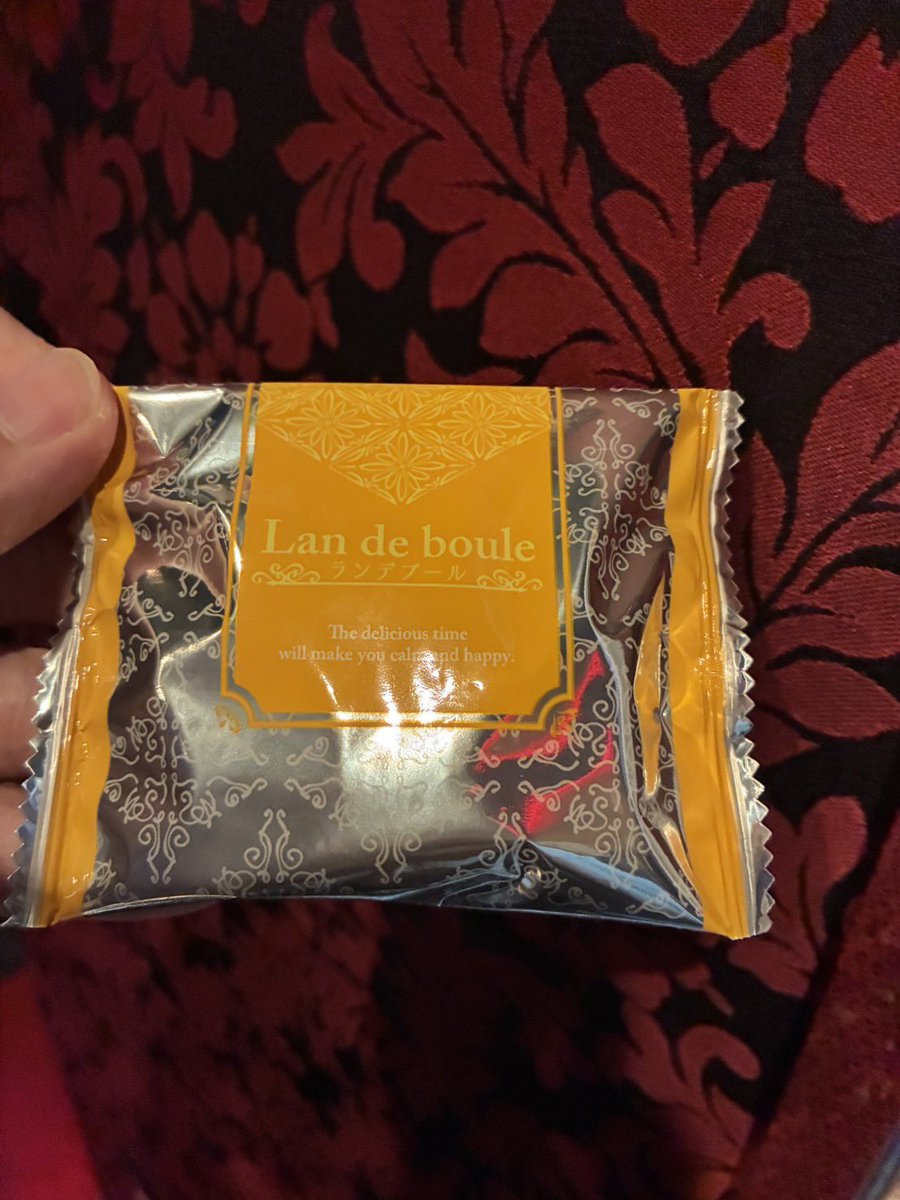 Lan de boule
ランデブール
The delicious time
will make you calm and happy.